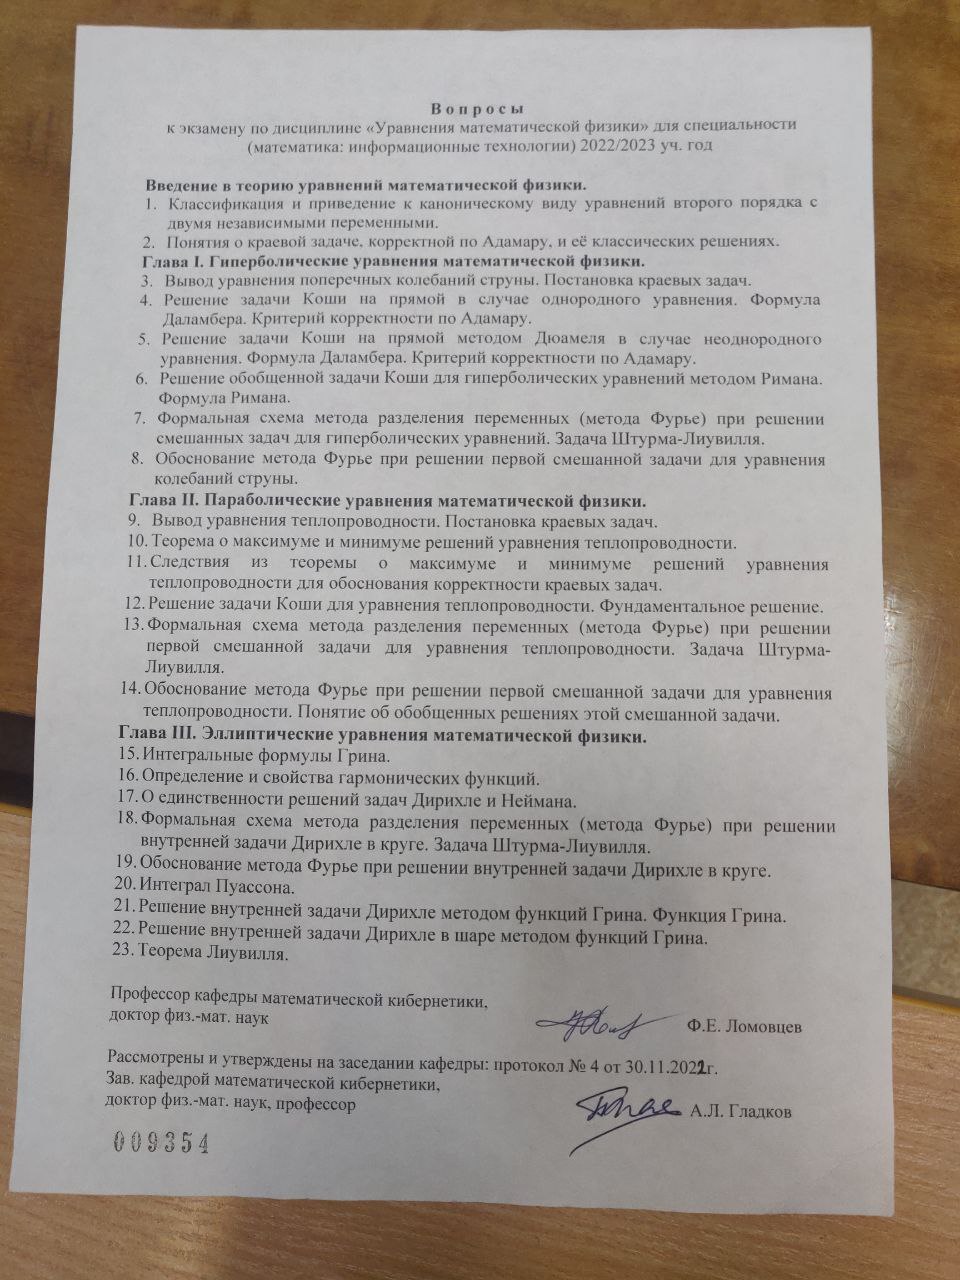 Вопросы
к экзамену по дисциплине «Уравнения математической физики» для специальности
(математика: информационные технологии) 2022/2023 уч. год
Введение в теорию уравнений математической физики.
1. Классификация и приведение к каноническому виду уравнений второго порядка с
двумя независимыми переменными.
2. Понятия о краевой задаче, корректной по Адамару, и её классических решениях.
Глава I. Гиперболические уравнения математической физики.
3. Вывод уравнения поперечных колебаний струны. Постановка краевых задач.
4. Решение задачи Коши на прямой в случае однородного уравнения. Формула
Даламбера. Критерий корректности по Адамару.
5. Решение задачи Коши на прямой методом Дюамеля в случае неоднородного
уравнения. Формула Даламбера. Критерий корректности по Адамару.
6. Решение обобщенной задачи Коши для гиперболических уравнений методом Римана.
Формула Римана.
7. Формальная схема метода разделения переменных (метода Фурье) при решении
смешанных задач для гиперболических уравнений. Задача Штурма-Лиувилля.
8. Обоснование метода Фурье при решении первой смешанной задачи для уравнения
колебаний струны.
Глава II. Параболические уравнения математической физики.
9. Вывод уравнения теплопроводности. Постановка краевых задач.
10. Теорема о максимуме и минимуме решений уравнения теплопроводности.
11. Следствия из теоремы о максимуме и минимуме решений уравнения
теплопроводности для обоснования корректности краевых задач.
12. Решение задачи Коши для уравнения теплопроводности. Фундаментальное решение.
13. Формальная схема метода разделения переменных (метода Фурье) при решении
первой смешанной задачи для уравнения теплопроводности. Задача Штурма-
Лиувилля.
14. Обоснование метода Фурье при решении первой смешанной задачи для уравнения
теплопроводности. Понятие об обобщенных решениях этой смешанной задачи.
Глава III. Эллиптические уравнения математической физики.
15. Интегральные формулы Грина.
16. Определение и свойства гармонических функций.
17. О единственности решений задач Дирихле и Неймана.
18. Формальная схема метода разделения переменных (метода Фурье) при решении
внутренней задачи Дирихле в круге. Задача Штурма-Лиувилля.
19. Обоснование метода Фурье при решении внутренней задачи Дирихле в круге.
20. Интеграл Пуассона.
21. Решение внутренней задачи Дирихле методом функций Грина. Функция Грина.
22. Решение внутренней задачи Дирихле в шаре методом функций Грина.
23. Теорема Лиувилля.
Профессор кафедры математической кибернетики,
доктор физ.-мат. наук Ф.Е. Ломовцев
Рассмотрены и утверждены на заседании кафедры: протокол № 4 от 30.11.2022г.
Зав. кафедрой математической кибернетики,
доктор физ.-мат. наук, профессор А.Л. Гладков
009354